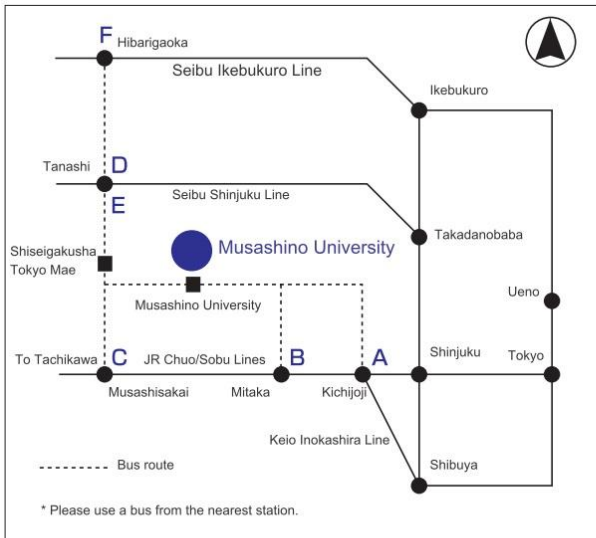 F
Hibarigaoka
Seibu Ikebukuro Line
Ikebukuro
Tanashi
D
E
Seibu Shinjuku Line
Takadanobaba
Musashino University
Shiseigakusha
Tokyo Mae
Musashino University
Ueno
To Tachikawa
C
JR Chuo/Sobu Lines
B
A
Shinjuku
Tokyo
Musashisakai
Mitaka
Kichijoji
Keio Inokashira Line
Bus route
Shibuya
* Please use a bus from the nearest station.